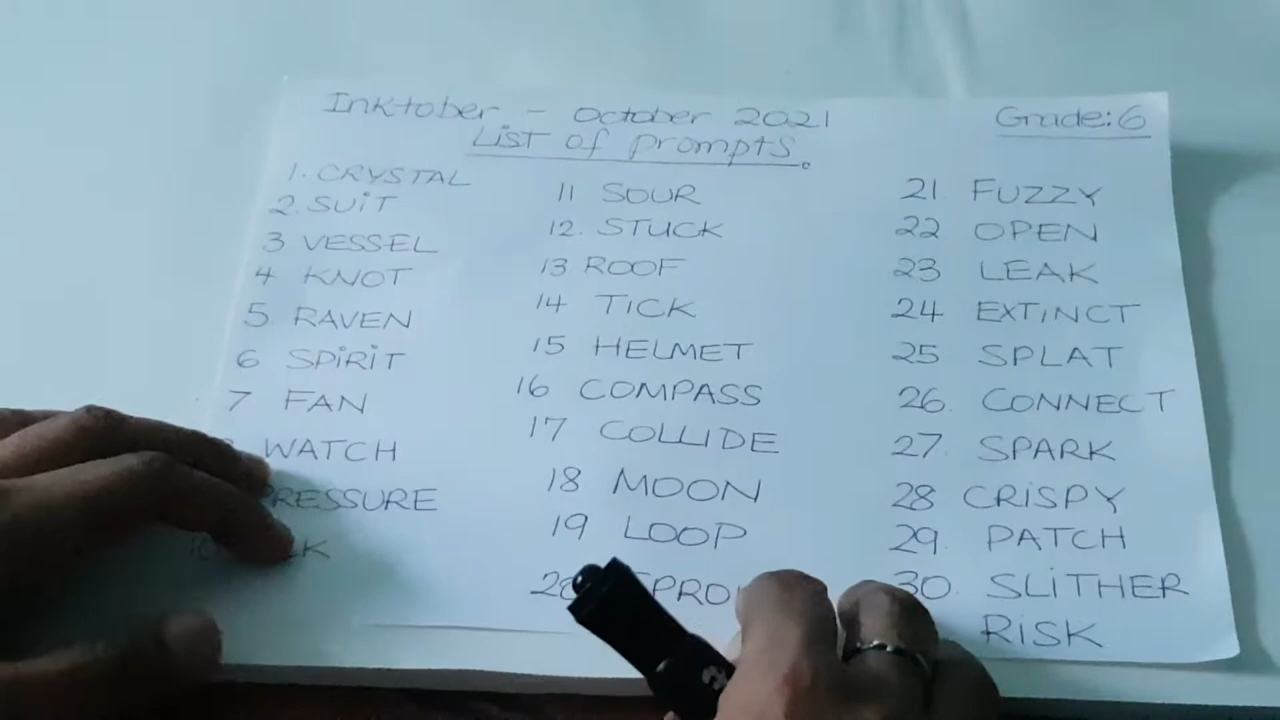 Inktober - October 2021
Grade:6
List of Prompts.
1. CRYSTAL
2. SUIT
3 VESSEL
4 KNOT
5 RAVEN
6 SPIRIT
7 FAN
WATCH
PRESSURE
11 SOUR
12. STUCK
13 ROOF
14 TICK
15 HELMET
16 COMPASS
17 COLLIDE
18 MOON
19 LOOP
20
21 FUZZY
22 OPEN
23 LEAK
24 EXTINCT
25 SPLAT
26. CONNECT
27. SPARK
28 CRISPY
29. PATCH
30. SLITHER
RISK